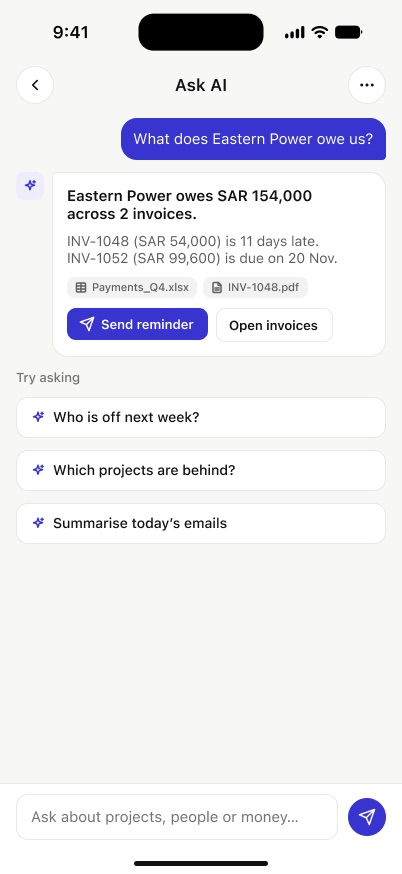 9:41
Ask AI
What does Eastern Power owe us?
Eastern Power owes SAR 154,000
across 2 invoices.
INV-1048 (SAR 54,000) is 11 days late.
INV-1052 (SAR 99,600) is due on 20 Nov.
Payments_Q4.xlsx INV-1048.pdf
Send reminder Open invoices
Try asking
Who is off next week?
Which projects are behind?
Summarise today's emails
Ask about projects, people or money...